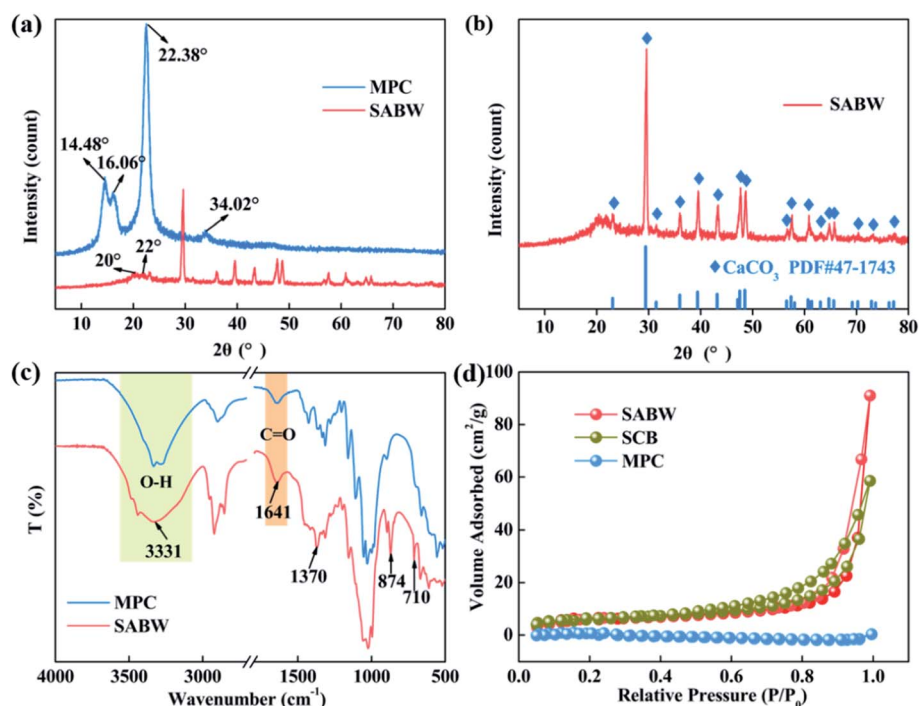 (a)
22.38°
14.48°
16.06°
34.02°
20°
22°
MPC
SABW
Intensity (count)
10 20 30 40 50 60 70 80
2θ (°)
(b)
SABW
CaCO₃ PDF#47-1743
Intensity (count)
10 20 30 40 50 60 70 80
2θ (°)
(c)
O-H
3331
C=O
1641
1370
874
710
MPC
SABW
T (%)
4000 3000 1500 1000 500
Wavenumber (cm⁻¹)
(d)
SABW
SCB
MPC
Volume Adsorbed (cm²/g)
100
80
60
40
20
0
0.0 0.2 0.4 0.6 0.8 1.0
Relative Pressure (P/P₀)